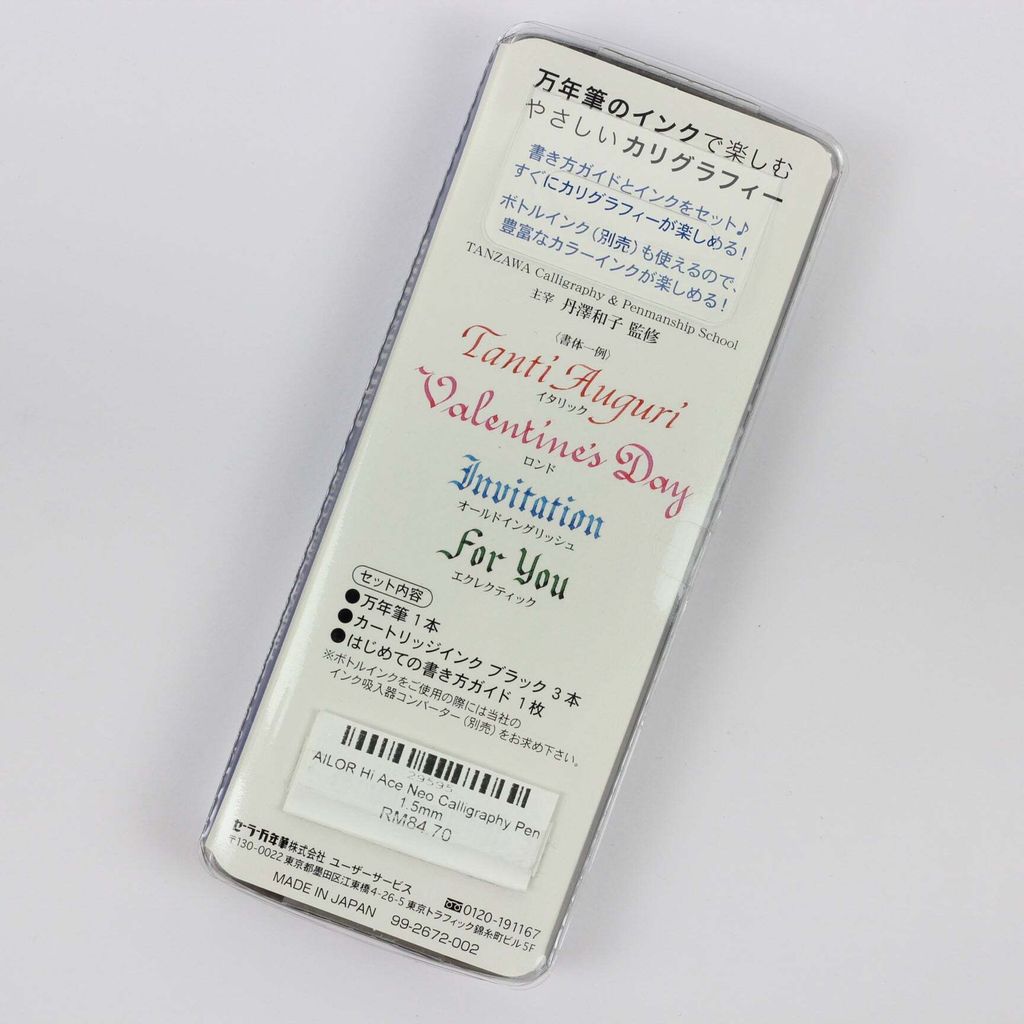 万年筆のインクで楽しむ
やさしいカリグラフィー
書き方ガイドとインクをセット♪
すぐにカリグラフィーが楽しめる!
ボトルインク(別売)も使えるので、
豊富なカラーインクが楽しめる!
TANZAWA Calligraphy & Penmanship School
主宰 丹澤和子 監修
〈書体一例〉
Tanti Auguri
イタリック
Valentine's Day
ロンド
Invitation
オールドイングリッシュ
For You
エクレクティック
セット内容
●万年筆 1本
●カートリッジインク ブラック 3本
●はじめての書き方ガイド 1枚
※ボトルインクをご使用の際には当社の
インク吸入器コンバーター(別売)をお求め下さい。
29595
AILOR Hi Ace Neo Calligraphy Pen
1.5mm
RM84.70
セーラー万年筆株式会社 ユーザーサービス
0120-191167
〒130-0022 東京都墨田区江東橋4-26-5 東京トラフィック錦糸町ビル5F
MADE IN JAPAN 99-2672-002